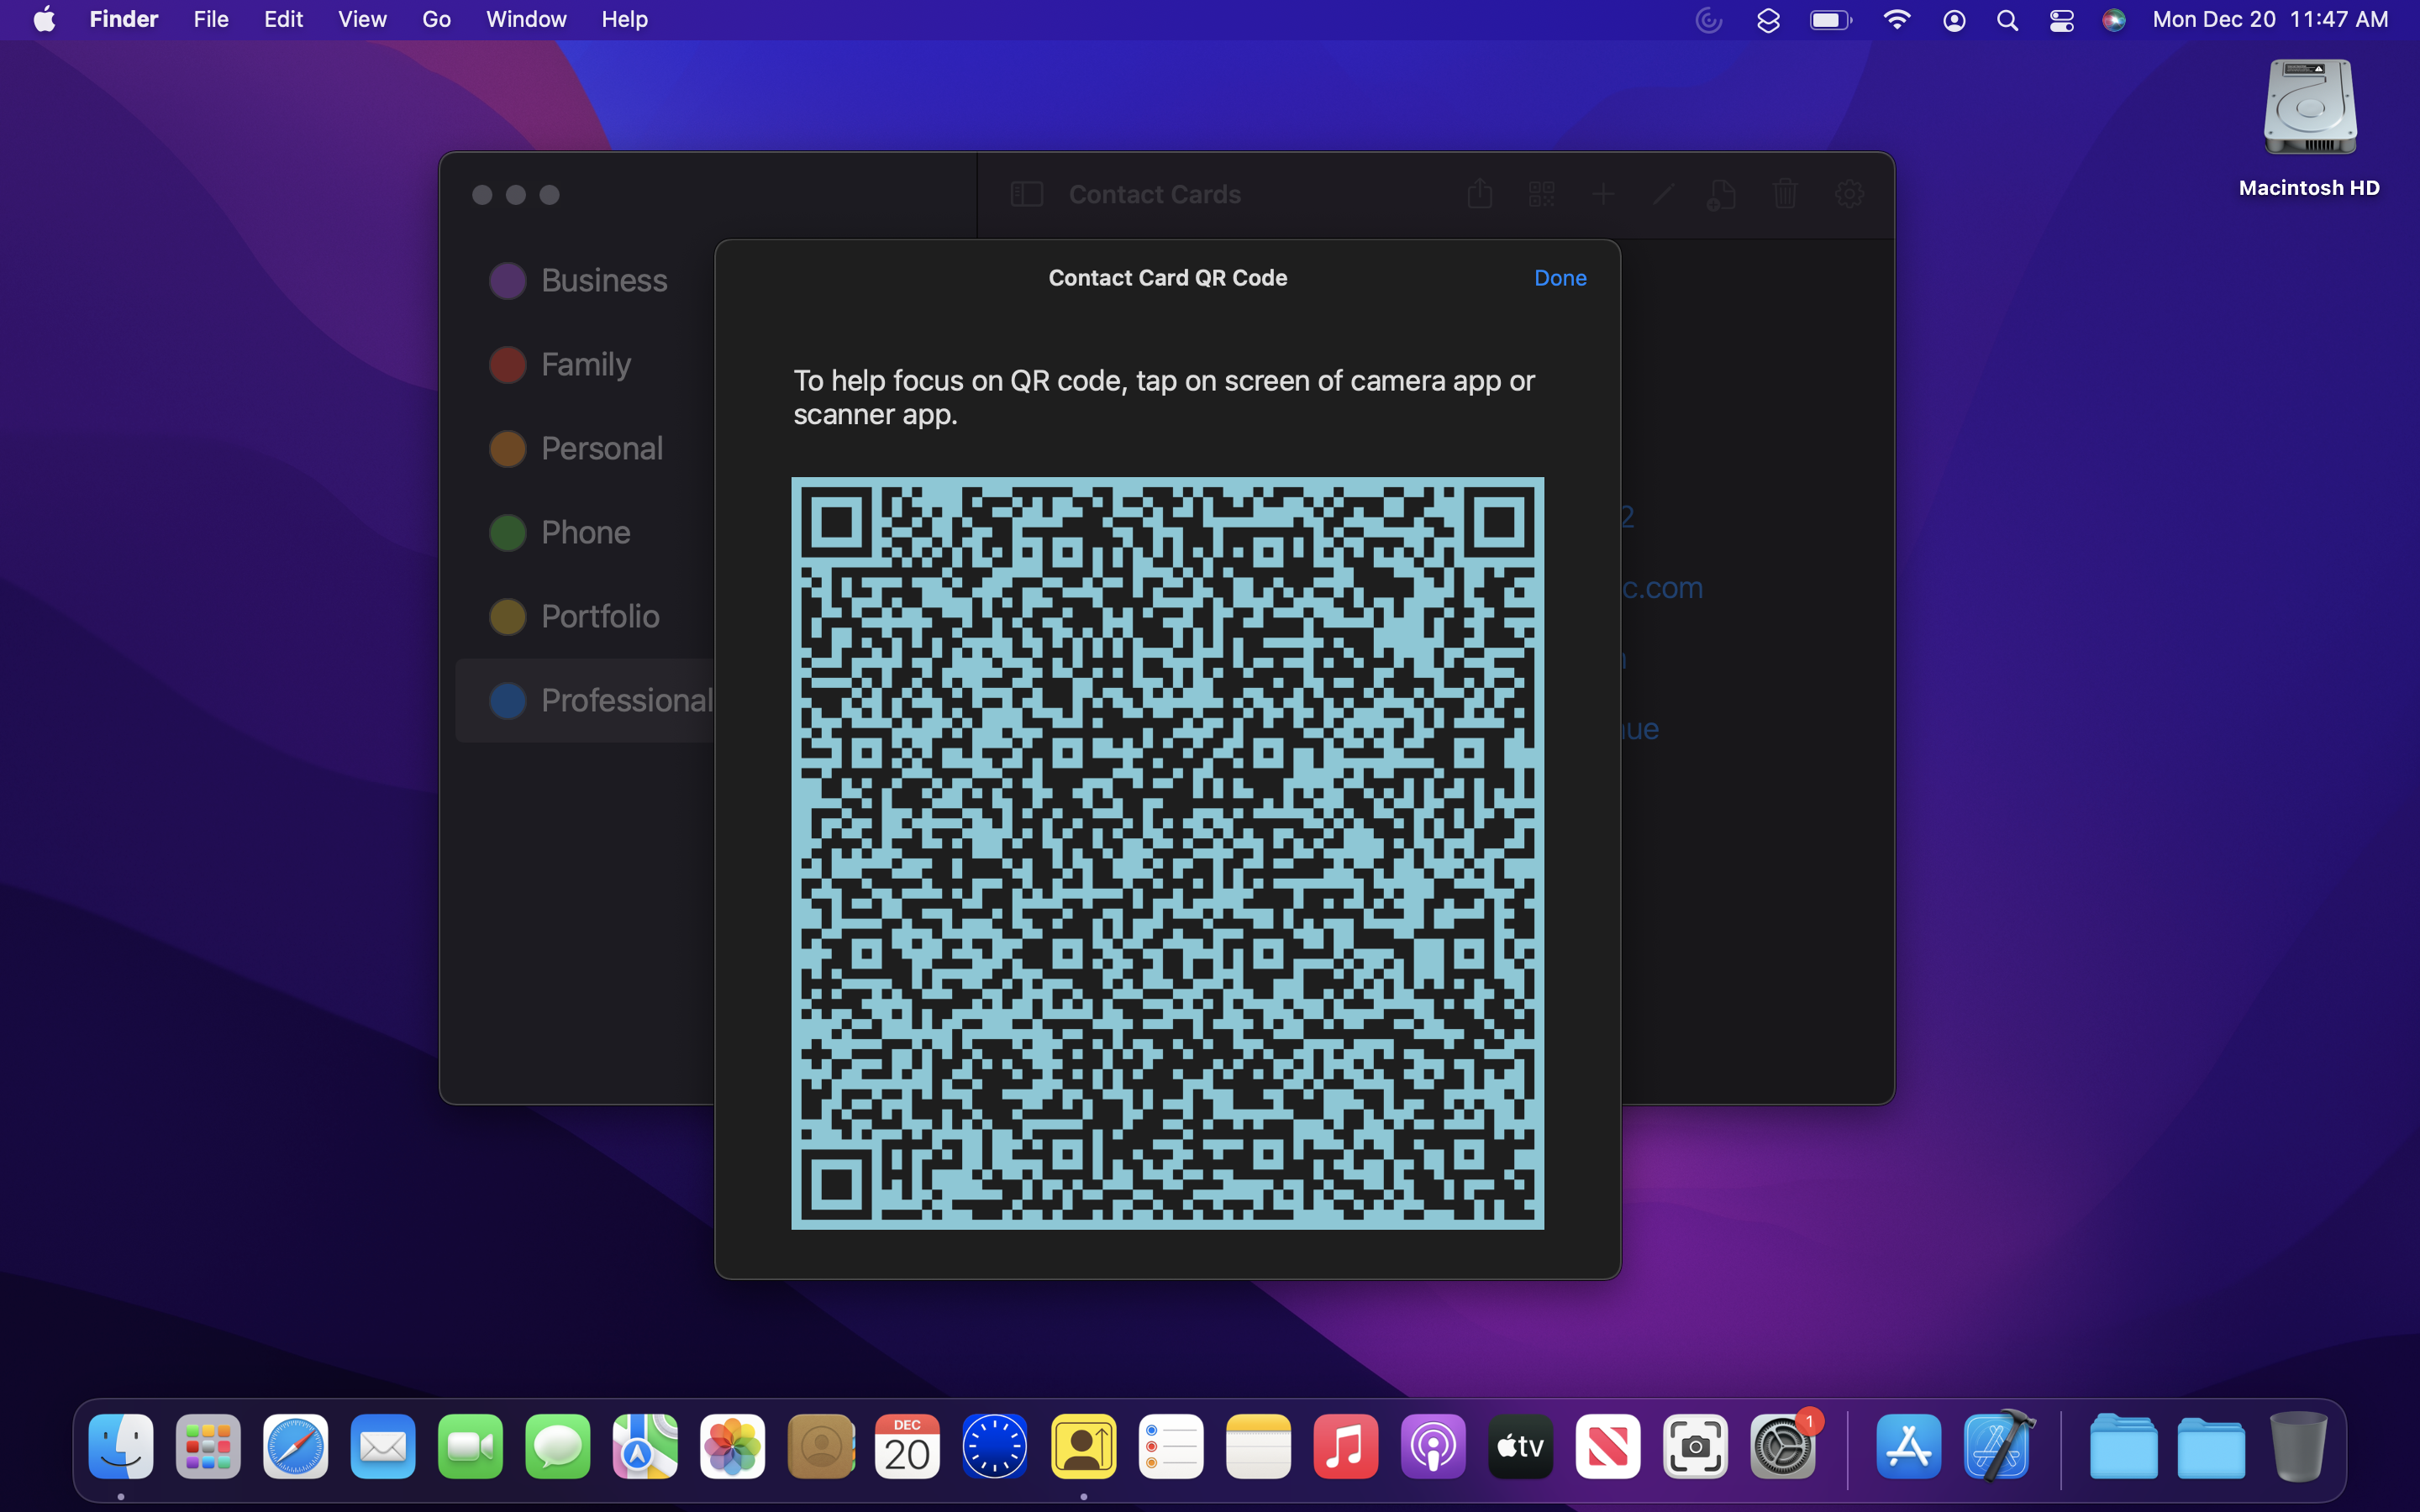 Finder File Edit View Go Window Help
Mon Dec 20 11:47 AM
Macintosh HD
Contact Cards
Business
Family
Personal
Phone
Portfolio
Professional
Contact Card QR Code
Done
To help focus on QR code, tap on screen of camera app or
scanner app.
2
c.com
DEC
20
tv
1